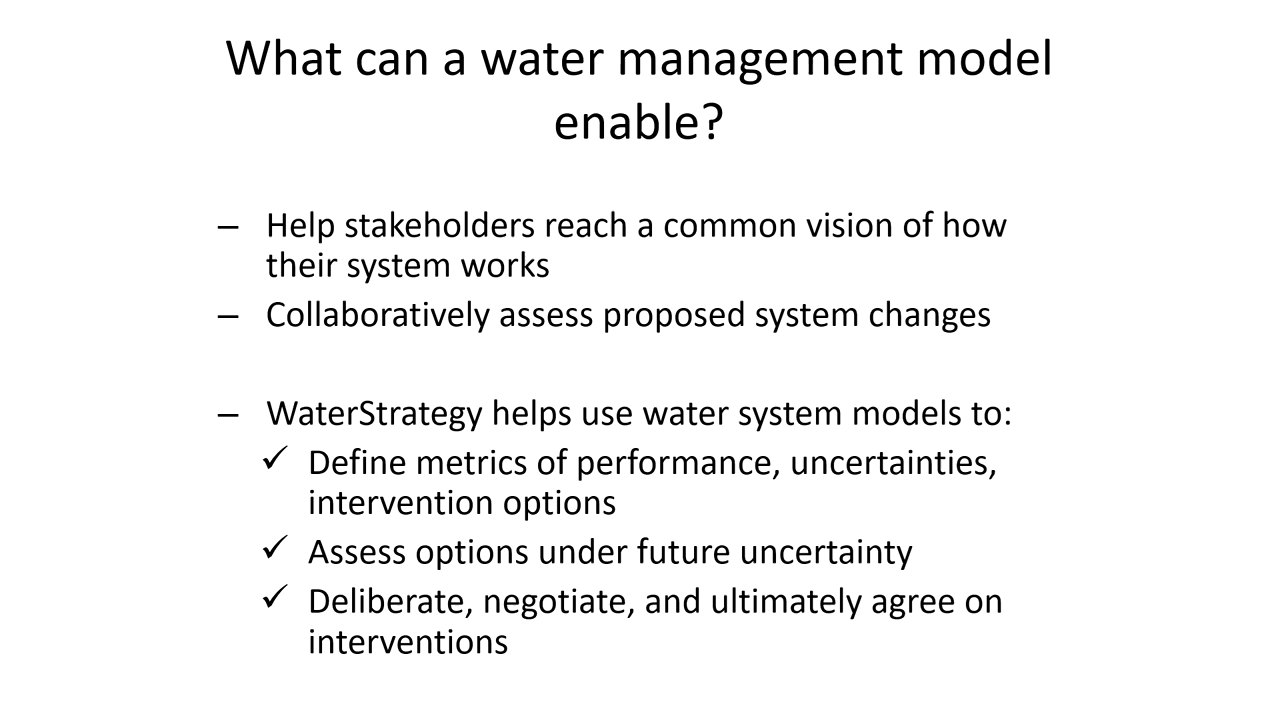 What can a water management model
enable?
– Help stakeholders reach a common vision of how
their system works
– Collaboratively assess proposed system changes
– WaterStrategy helps use water system models to:
✓ Define metrics of performance, uncertainties,
intervention options
✓ Assess options under future uncertainty
✓ Deliberate, negotiate, and ultimately agree on
interventions